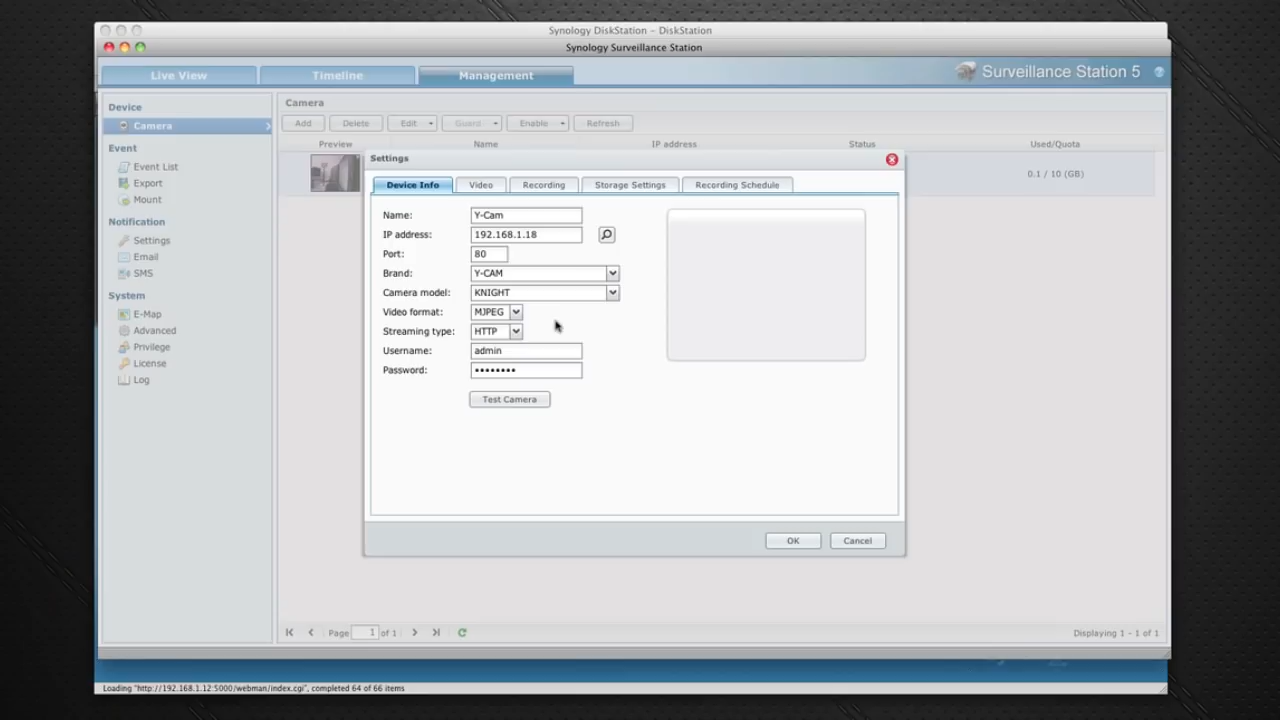 Synology DiskStation – DiskStation
Synology Surveillance Station
Live View
Timeline
Management
Surveillance Station 5
?
Device
Camera
Event
Event List
Export
Mount
Notification
Settings
Email
SMS
System
E-Map
Advanced
Privilege
License
Log
Camera
Add
Delete
Edit
Guard
Enable
Refresh
Preview
Name
IP address
Status
Used/Quota
0.1 / 10 (GB)
Settings
Device Info
Video
Recording
Storage Settings
Recording Schedule
Name: Y-Cam
IP address: 192.168.1.18
Port: 80
Brand: Y-CAM
Camera model: KNIGHT
Video format: MJPEG
Streaming type: HTTP
Username: admin
Password: ••••••••
Test Camera
OK
Cancel
Page 1 of 1
Displaying 1 - 1 of 1
Loading "http://192.168.1.12:5000/webman/index.cgi", completed 64 of 66 items